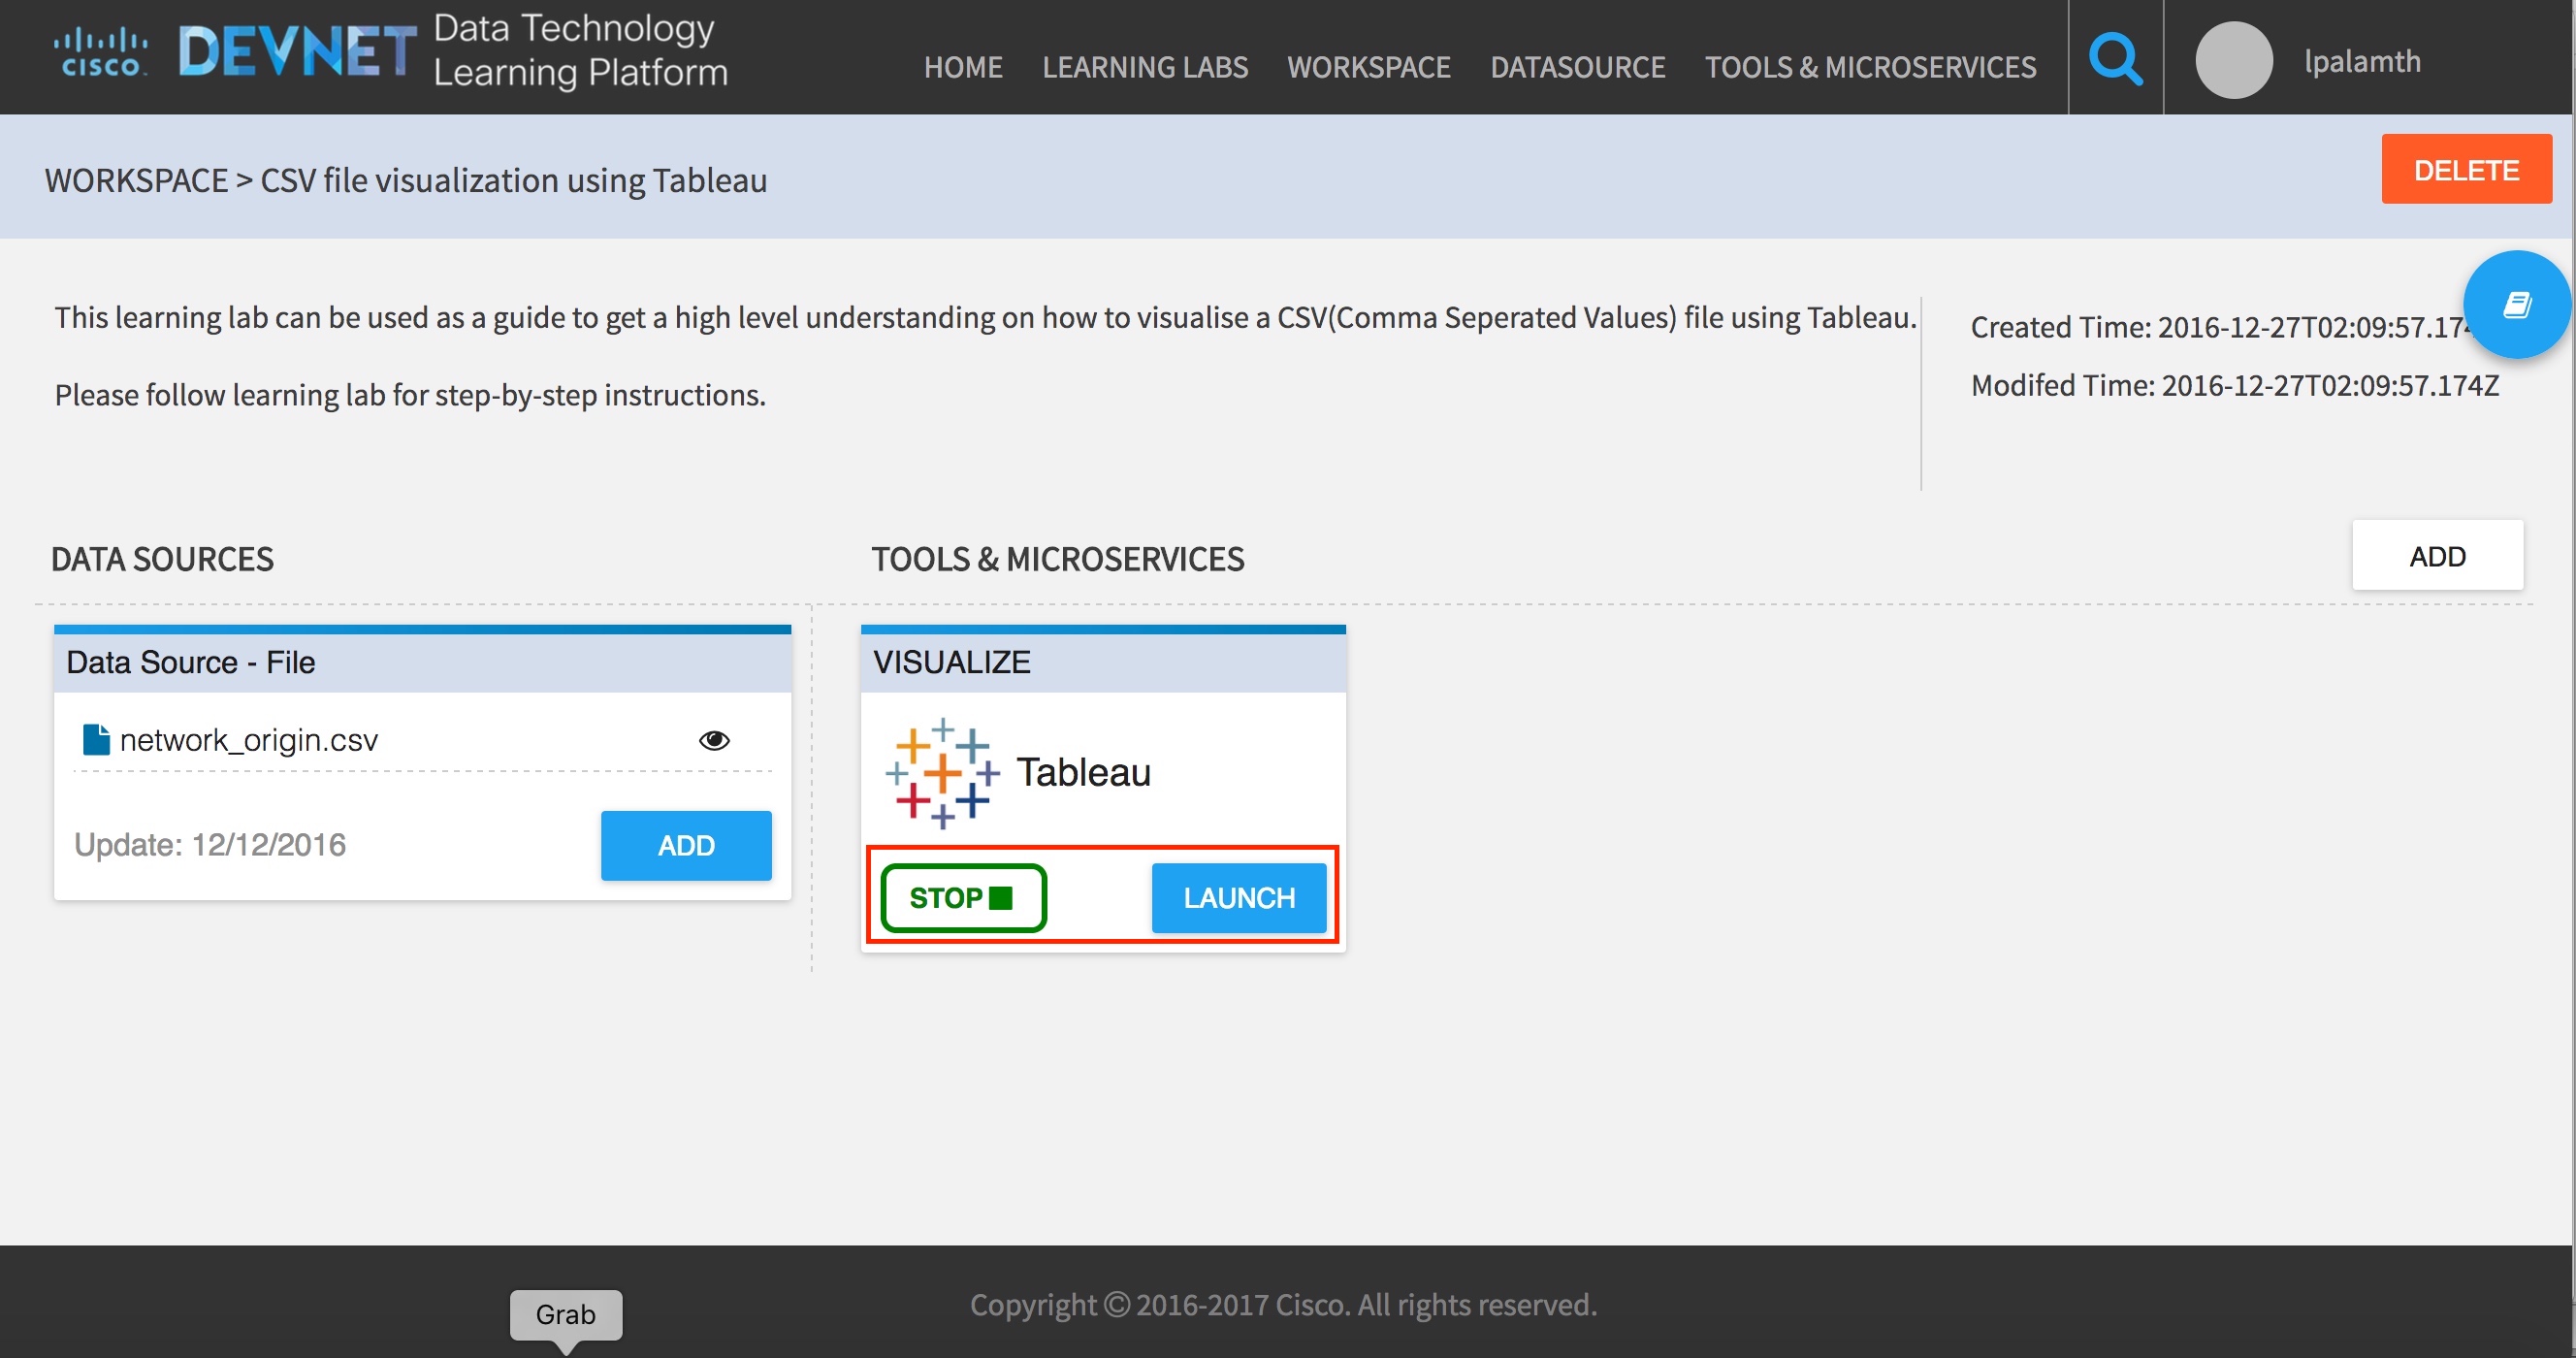 CISCO
DEVNET
Data Technology
Learning Platform
HOME LEARNING LABS WORKSPACE DATASOURCE TOOLS & MICROSERVICES
lpalamth
WORKSPACE > CSV file visualization using Tableau
DELETE
This learning lab can be used as a guide to get a high level understanding on how to visualise a CSV(Comma Seperated Values) file using Tableau.
Please follow learning lab for step-by-step instructions.
Created Time: 2016-12-27T02:09:57.174
Modifed Time: 2016-12-27T02:09:57.174Z
DATA SOURCES
TOOLS & MICROSERVICES
ADD
Data Source - File
network_origin.csv
Update: 12/12/2016
ADD
VISUALIZE
Tableau
STOP
LAUNCH
Copyright © 2016-2017 Cisco. All rights reserved.
Grab